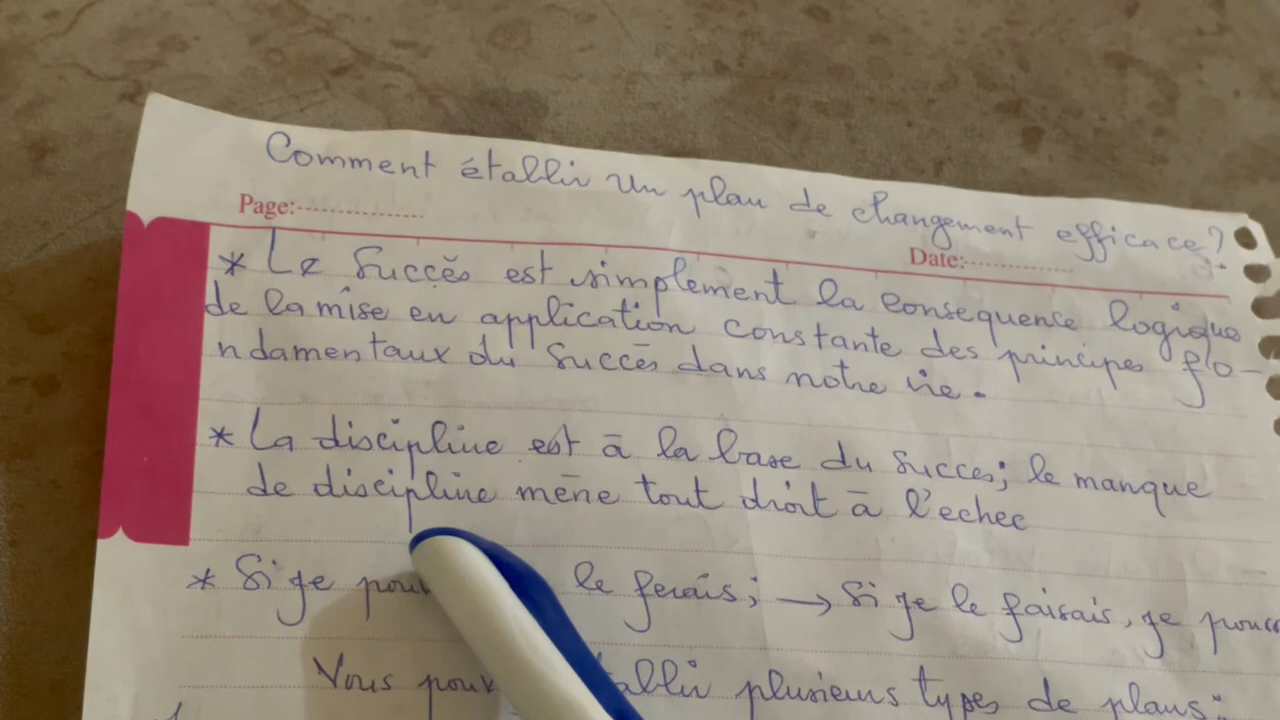 Comment établir un plan de changement efficace?
Page:
Date:
* Le Succès est simplement la consequence logique
de la mise en application constante des principes fo-
ndamentaux du Succès dans notre vie.
* La discipline est à la base du Succes; le manque
de discipline mène tout droit à l'echec
* Si je le ferais; → Si je le faisais, je
Vous plusieurs types de plans: